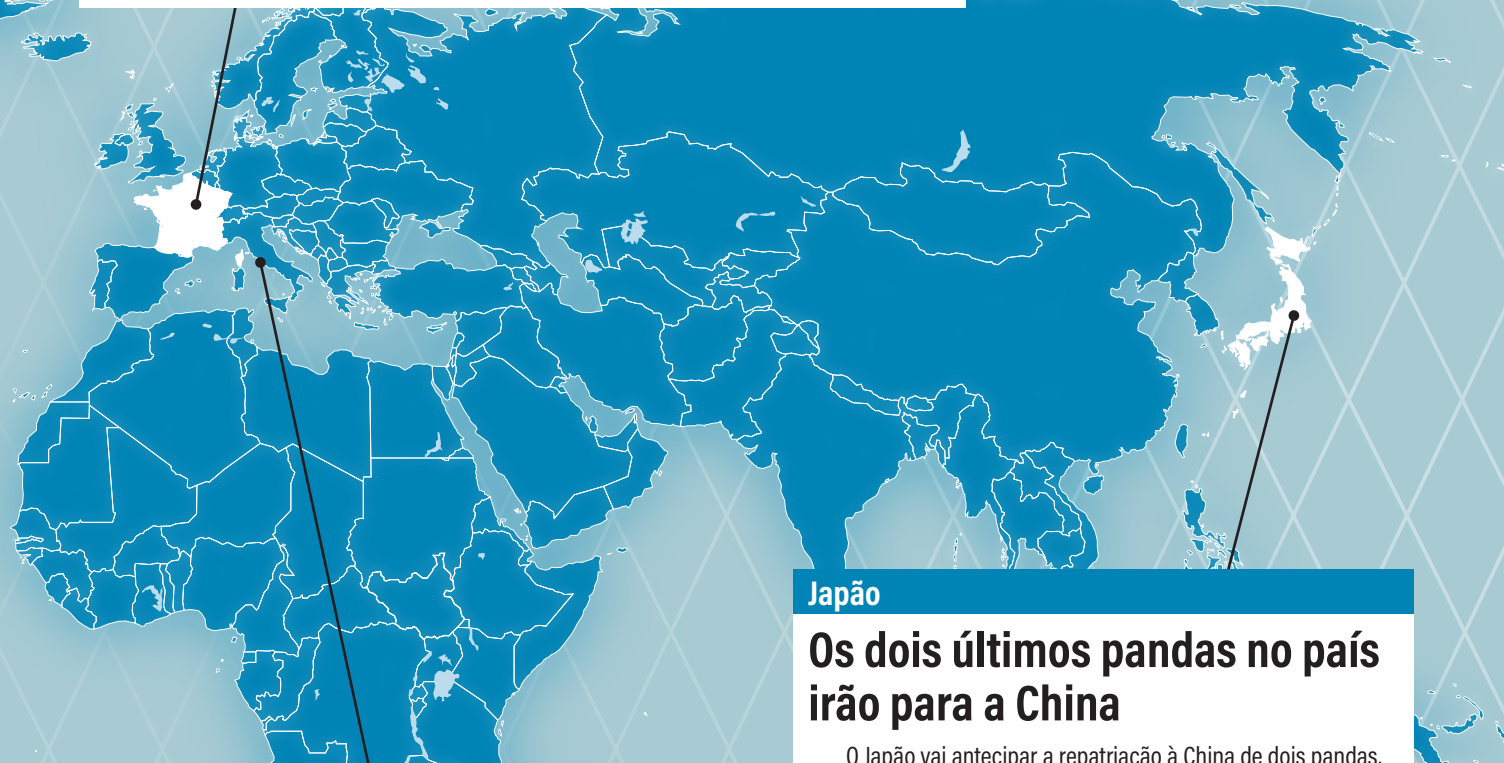 Japão
Os dois últimos pandas no país
irão para a China
O Japão vai antecipar a repatriação à China de dois pandas,